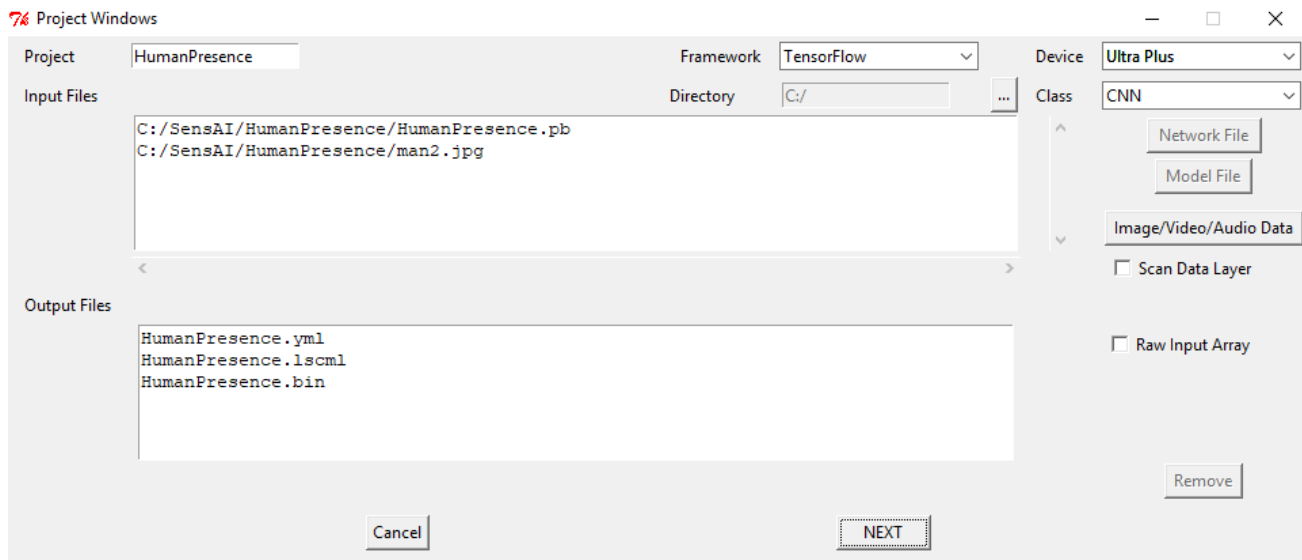 Project Windows
Project HumanPresence Framework TensorFlow Device Ultra Plus
Input Files Directory C:/ ... Class CNN
C:/SensAI/HumanPresence/HumanPresence.pb
C:/SensAI/HumanPresence/man2.jpg
Network File
Model File
Image/Video/Audio Data
Scan Data Layer
Output Files
HumanPresence.yml
HumanPresence.lscml
HumanPresence.bin
Raw Input Array
Remove
Cancel NEXT